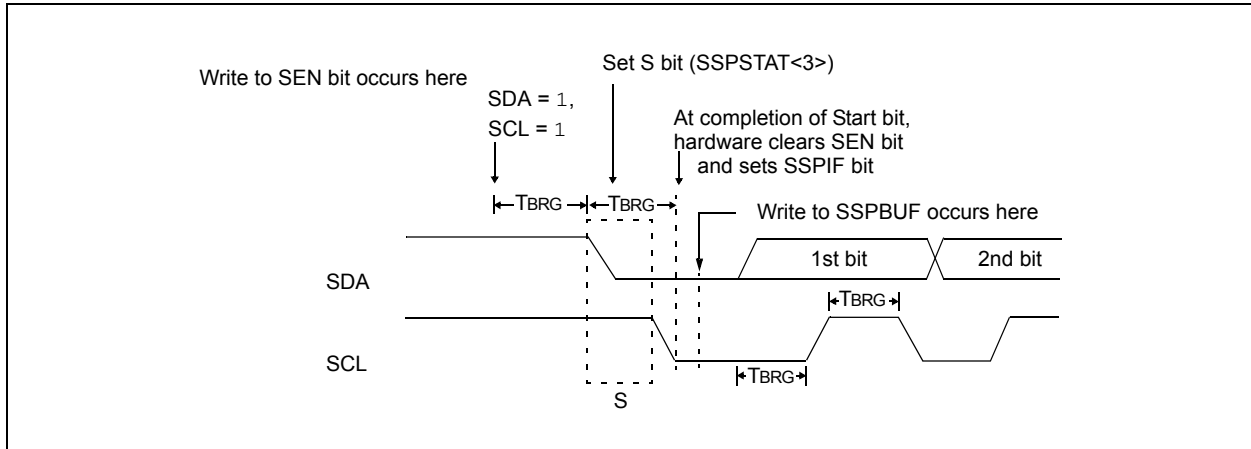 Write to SEN bit occurs here
Set S bit (SSPSTAT<3>)
SDA = 1,
SCL = 1
At completion of Start bit,
hardware clears SEN bit
and sets SSPIF bit
TBRG
TBRG
Write to SSPBUF occurs here
SDA
1st bit
2nd bit
TBRG
SCL
TBRG
S